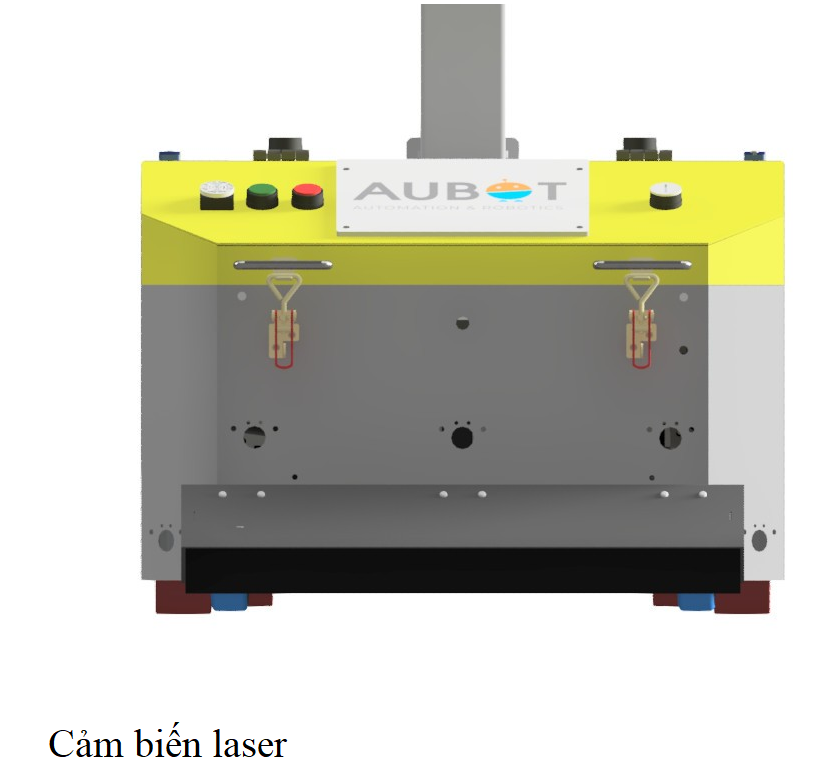 AUBOT
AUTOMATION & ROBOTICS
Cảm biến laser